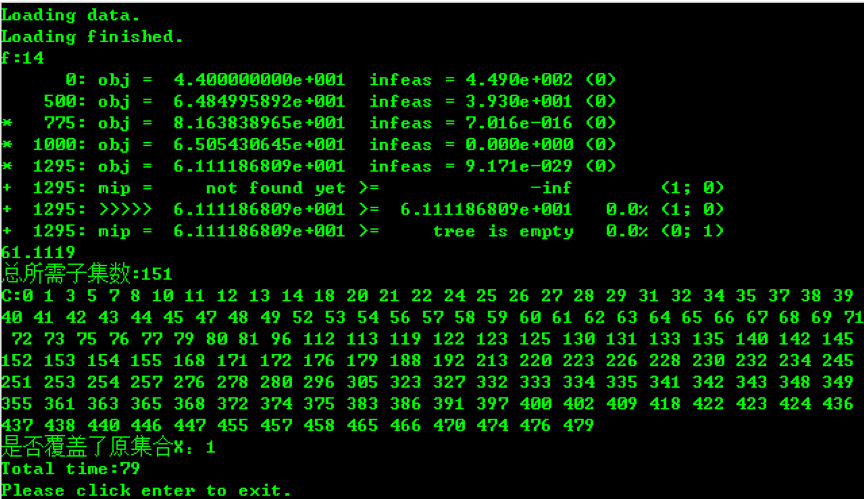 Loading data.
Loading finished.
f:14
0: obj = 4.400000000e+001 infeas = 4.490e+002 (0)
500: obj = 6.484995892e+001 infeas = 3.930e+001 (0)
* 775: obj = 8.163838965e+001 infeas = 7.016e-016 (0)
* 1000: obj = 6.505430645e+001 infeas = 0.000e+000 (0)
* 1295: obj = 6.111186809e+001 infeas = 9.171e-029 (0)
+ 1295: mip = not found yet >= -inf (1; 0)
+ 1295: >>>>> 6.111186809e+001 >= 6.111186809e+001 0.0% (1; 0)
+ 1295: mip = 6.111186809e+001 >= tree is empty 0.0% (0; 1)
61.1119
总所需子集数:151
C:0 1 3 5 7 8 10 11 12 13 14 18 20 21 22 24 25 26 27 28 29 31 32 34 35 37 38 39
40 41 42 43 44 45 47 48 49 52 53 54 56 57 58 59 60 61 62 63 64 65 66 67 68 69 71
72 73 75 76 77 79 80 81 96 112 113 119 122 123 125 130 131 133 135 140 142 145
152 153 154 155 168 171 172 176 179 188 192 213 220 223 226 228 230 232 234 245
251 253 254 257 276 278 280 296 305 323 327 332 333 334 335 341 342 343 348 349
355 361 363 365 368 372 374 375 383 386 391 397 400 402 409 418 422 423 424 436
437 438 440 446 447 455 457 458 465 466 470 474 476 479
是否覆盖了原集合X: 1
Total time:79
Please click enter to exit.